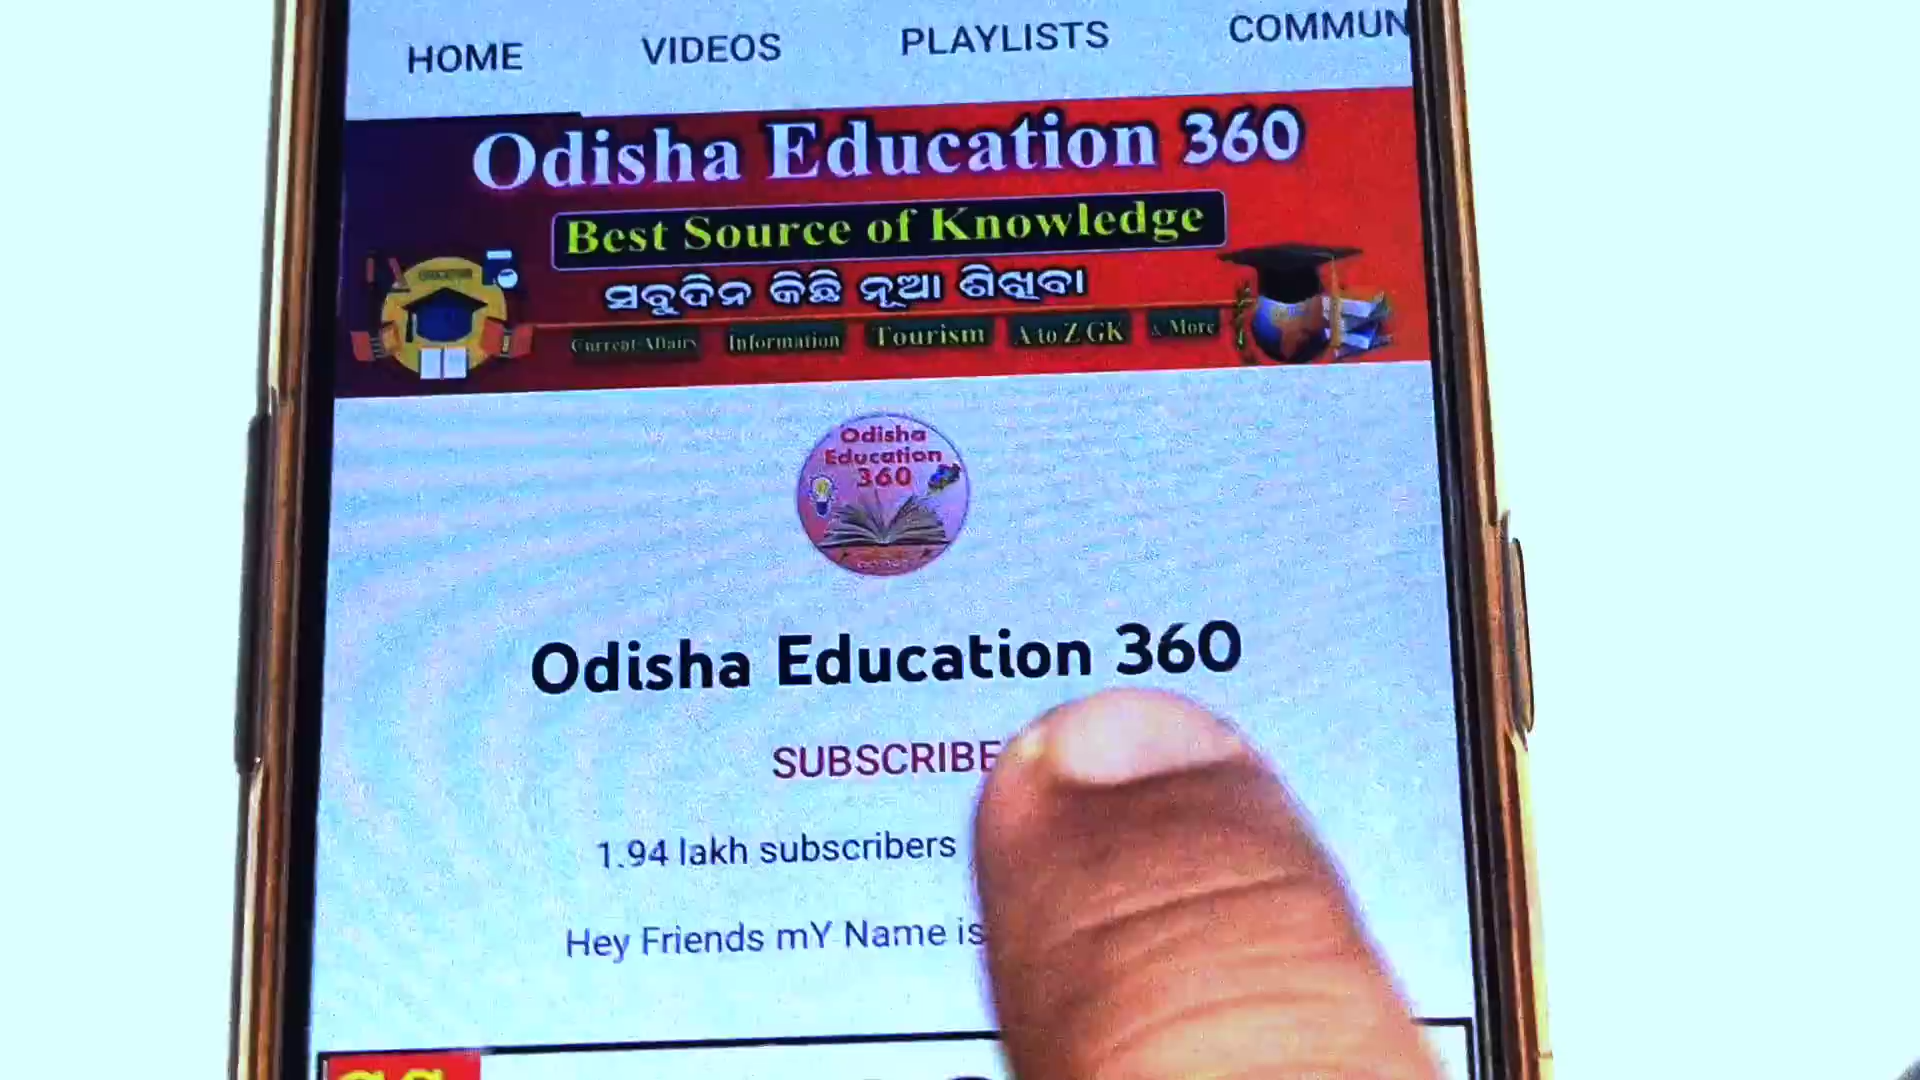 HOME VIDEOS PLAYLISTS COMMUN
Odisha Education 360
Best Source of Knowledge
ସବୁଦିନ କିଛି ନୂଆ ଶିଖିବା
Current Affairs Information Tourism A to Z GK & More
Odisha
Education
360
Odisha Education 360
SUBSCRIBE
1.94 lakh subscribers
Hey Friends mY Name is